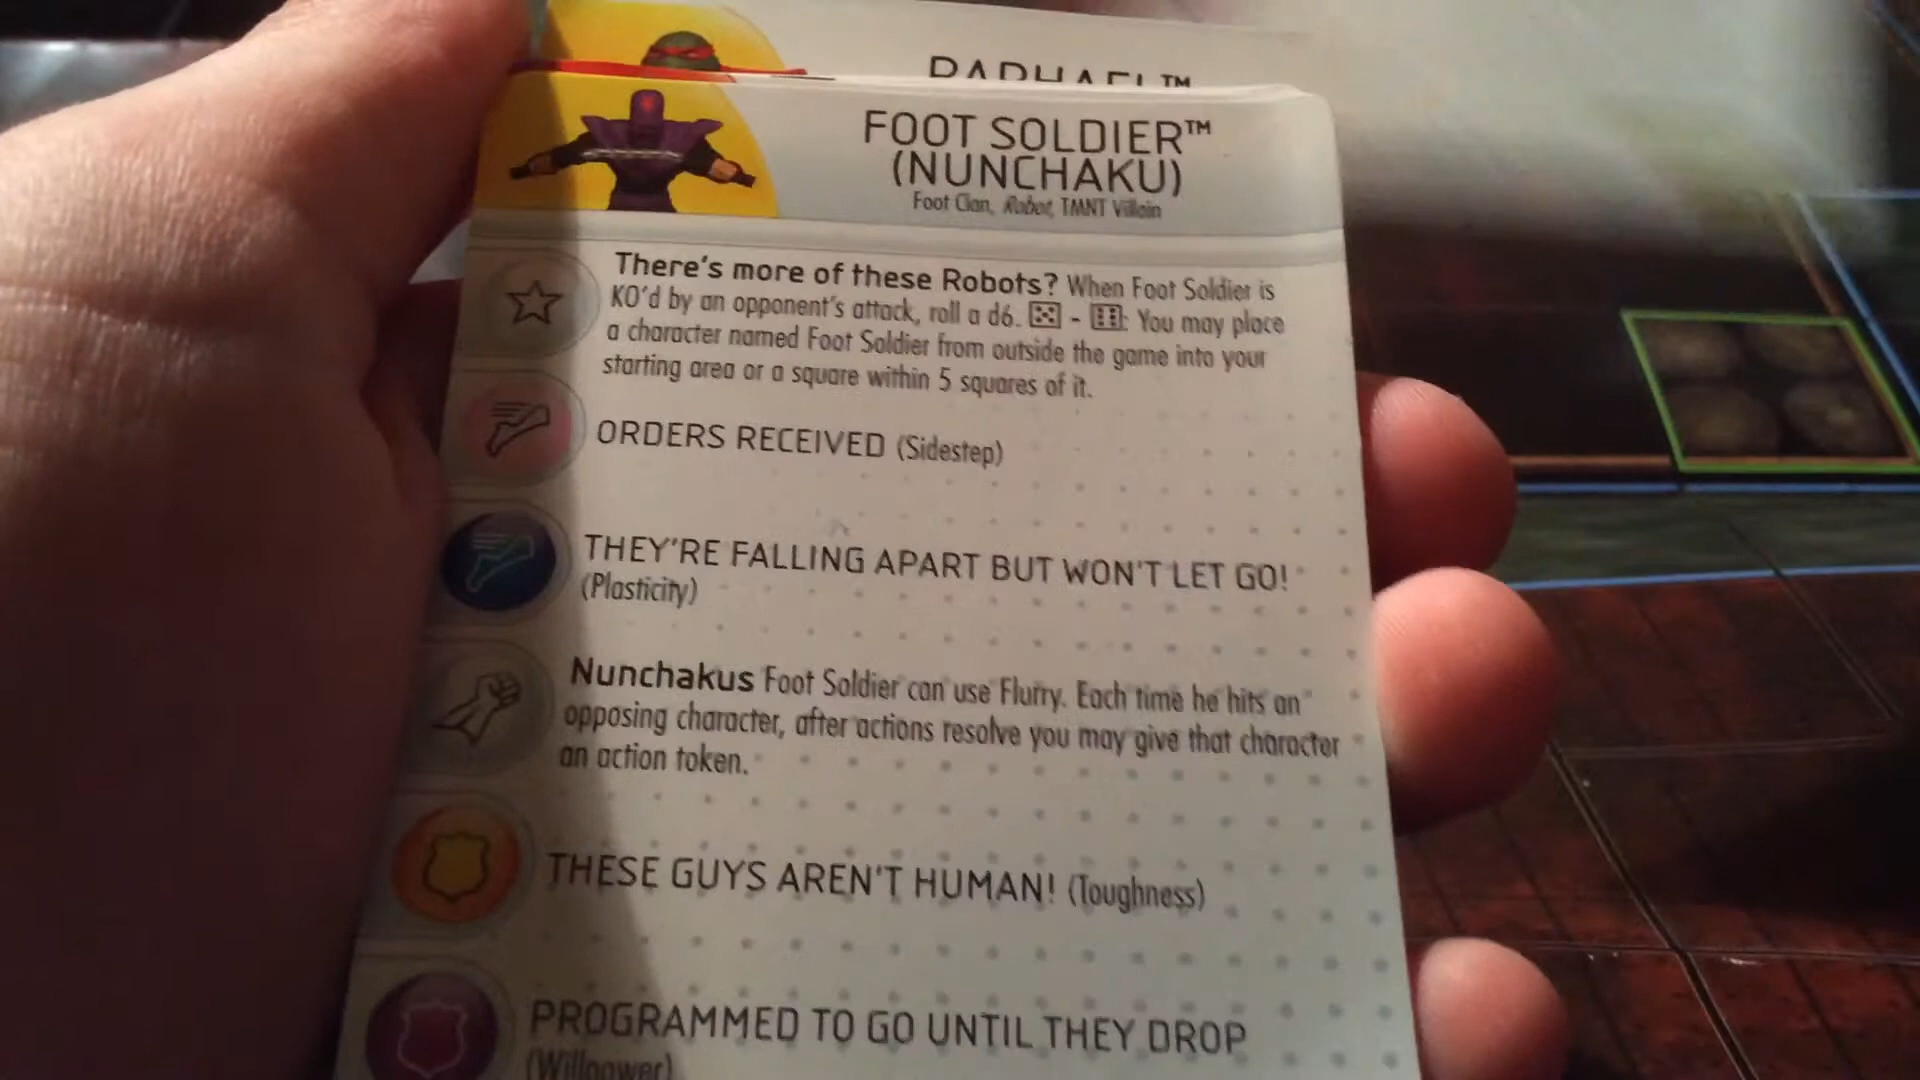 RAPHAEL™
FOOT SOLDIER™
(NUNCHAKU)
Foot Clan, Robot, TMNT Villain
There's more of these Robots? When Foot Soldier is
KO'd by an opponent's attack, roll a d6. ⚄ - ⚅: You may place
a character named Foot Soldier from outside the game into your
starting area or a square within 5 squares of it.
ORDERS RECEIVED (Sidestep)
THEY'RE FALLING APART BUT WON'T LET GO!
(Plasticity)
Nunchakus Foot Soldier can use Flurry. Each time he hits an
opposing character, after actions resolve you may give that character
an action token.
THESE GUYS AREN'T HUMAN! (Toughness)
PROGRAMMED TO GO UNTIL THEY DROP
(Willpower)